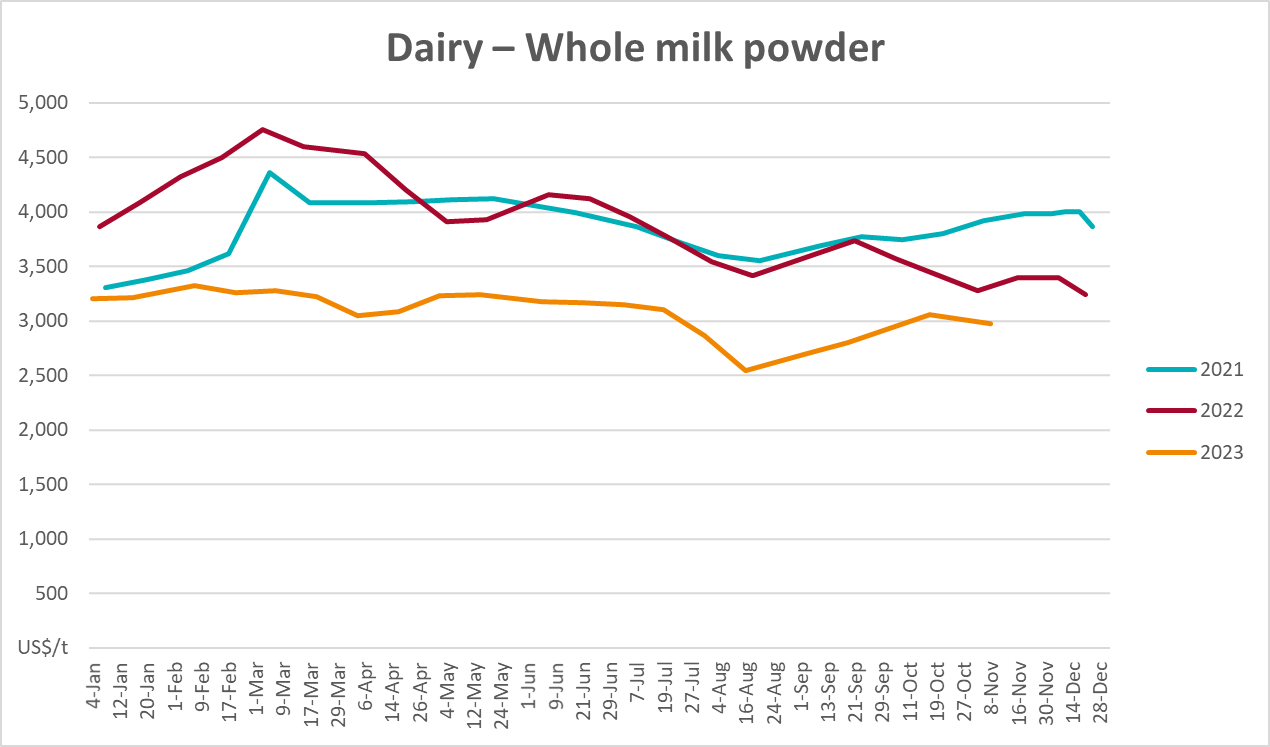 Dairy – Whole milk powder
5,000
4,500
4,000
3,500
3,000
2,500
2,000
1,500
1,000
500
US$/t
4-Jan
12-Jan
20-Jan
1-Feb
9-Feb
17-Feb
1-Mar
9-Mar
17-Mar
29-Mar
6-Apr
14-Apr
26-Apr
4-May
12-May
24-May
1-Jun
9-Jun
21-Jun
29-Jun
7-Jul
19-Jul
27-Jul
4-Aug
16-Aug
24-Aug
1-Sep
13-Sep
21-Sep
29-Sep
11-Oct
19-Oct
27-Oct
8-Nov
16-Nov
30-Nov
14-Dec
28-Dec
2021
2022
2023